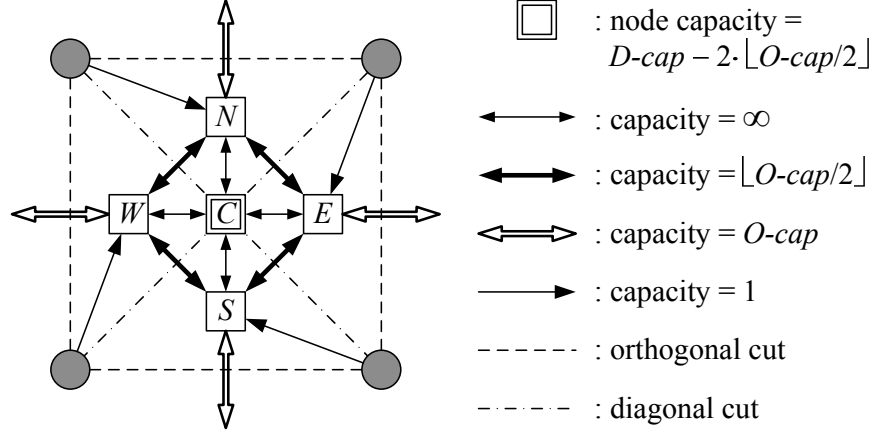 N
W
C
E
S
: node capacity =
D-cap − 2·⌊O-cap/2⌋
: capacity = ∞
: capacity = ⌊O-cap/2⌋
: capacity = O-cap
: capacity = 1
: orthogonal cut
: diagonal cut